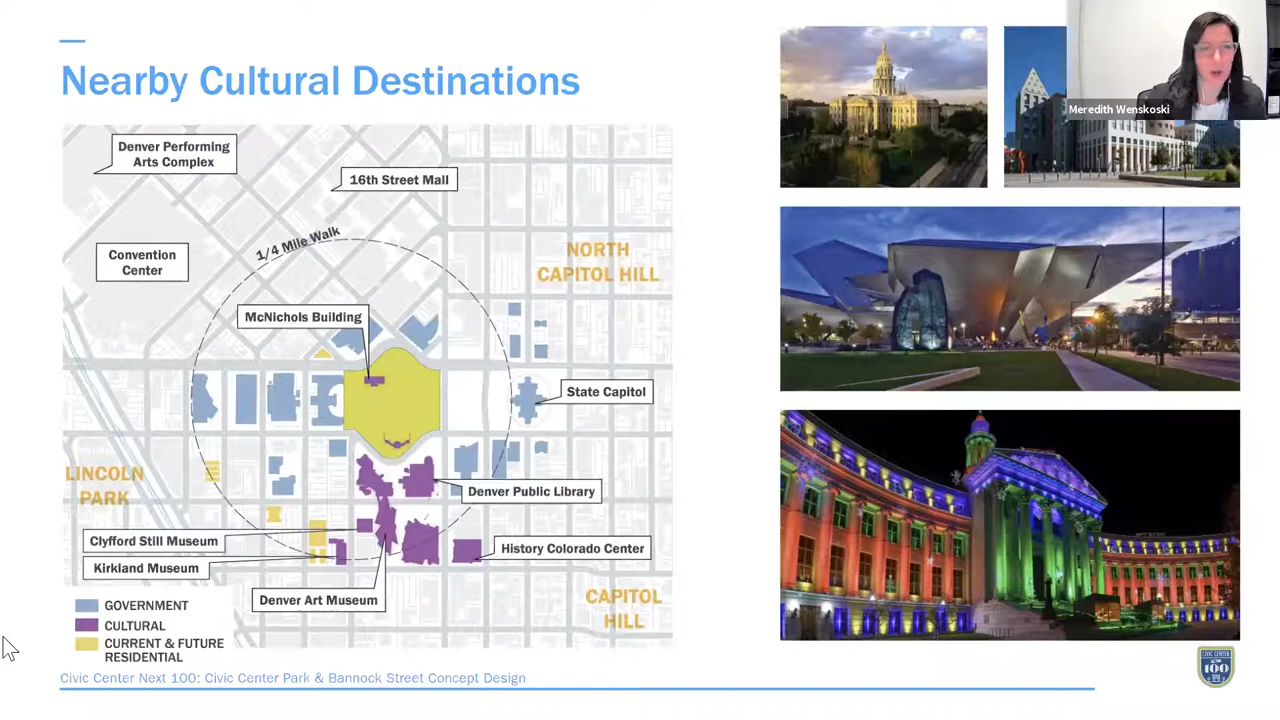 Nearby Cultural Destinations
Meredith Wenskoski
Denver Performing
Arts Complex
16th Street Mall
1/4 Mile Walk
Convention
Center
NORTH
CAPITOL HILL
McNichols Building
State Capitol
LINCOLN
PARK
Denver Public Library
Clyfford Still Museum
History Colorado Center
Kirkland Museum
Denver Art Museum
CAPITOL
HILL
GOVERNMENT
CULTURAL
CURRENT & FUTURE
RESIDENTIAL
Civic Center Next 100: Civic Center Park & Bannock Street Concept Design
CIVIC CENTER
100